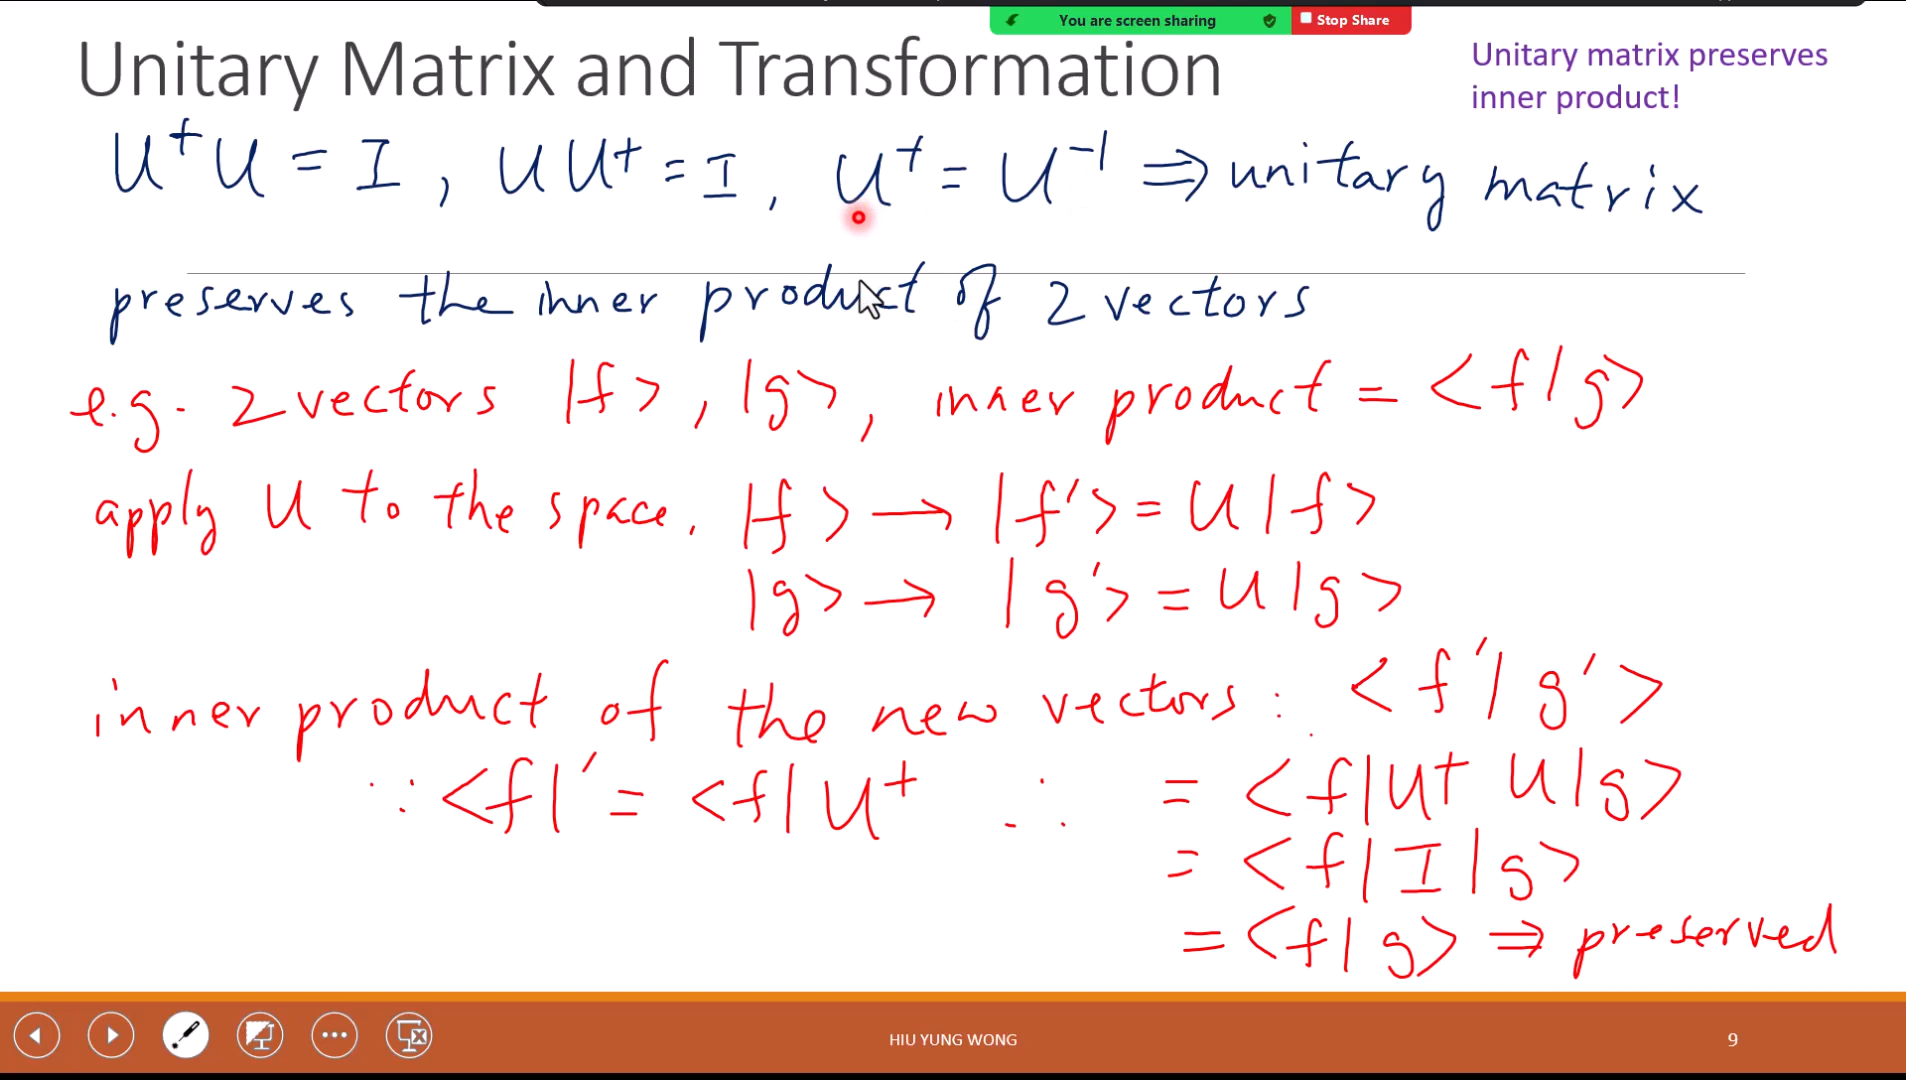 You are screen sharing
Stop Share
Unitary Matrix and Transformation
Unitary matrix preserves
inner product!
U†U = I, UU† = I, U† = U⁻¹ ⇒ unitary matrix
preserves the inner product of 2 vectors
e.g. 2 vectors |f>, |g>, inner product = <f|g>
apply U to the space. |f> → |f'> = U|f>
|g> → |g'> = U|g>
inner product of the new vectors: <f'|g'>
∵ <f|' = <f|U† ∴ = <f|U† U|g>
= <f|I|g>
= <f|g> ⇒ preserved
HIU YUNG WONG
9